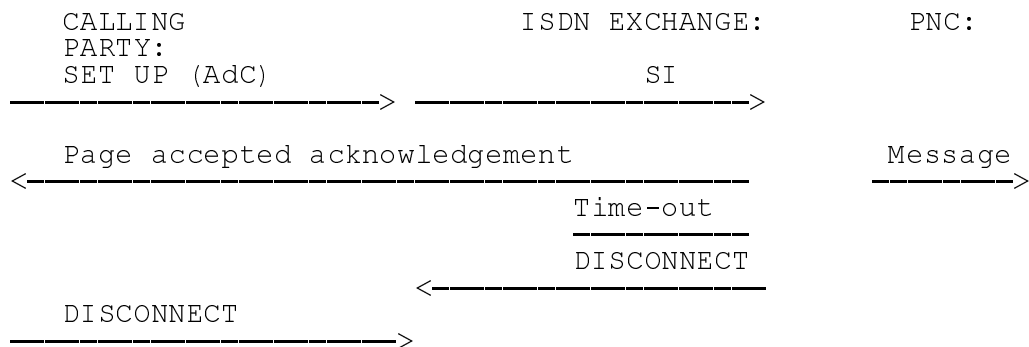 CALLING ISDN EXCHANGE: PNC:
PARTY:
SET UP (AdC) SI
Page accepted acknowledgement Message
Time-out
DISCONNECT
DISCONNECT